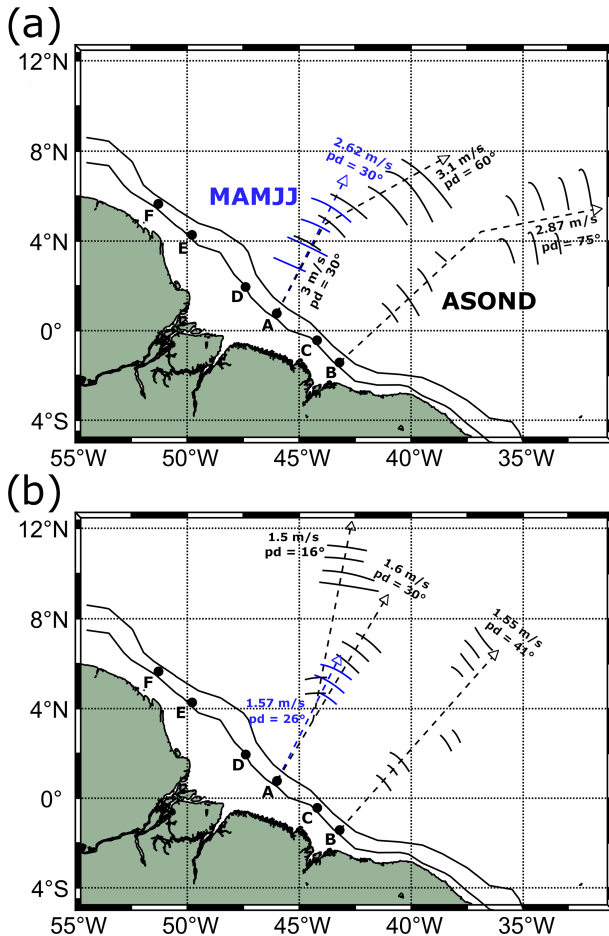 (a)
12°N
8°N
4°N
0°
4°S
2.62 m/s
pd = 30°
3.1 m/s
pd = 60°
MAMJJ
2.87 m/s
pd = 75°
3 m/s
pd = 30°
ASOND
F
E
D
A
C
B
55°W
50°W
45°W
40°W
35°W
(b)
12°N
8°N
4°N
0°
4°S
1.5 m/s
pd = 16°
1.6 m/s
pd = 30°
1.55 m/s
pd = 41°
1.57 m/s
pd = 26°
F
E
D
A
C
B
55°W
50°W
45°W
40°W
35°W